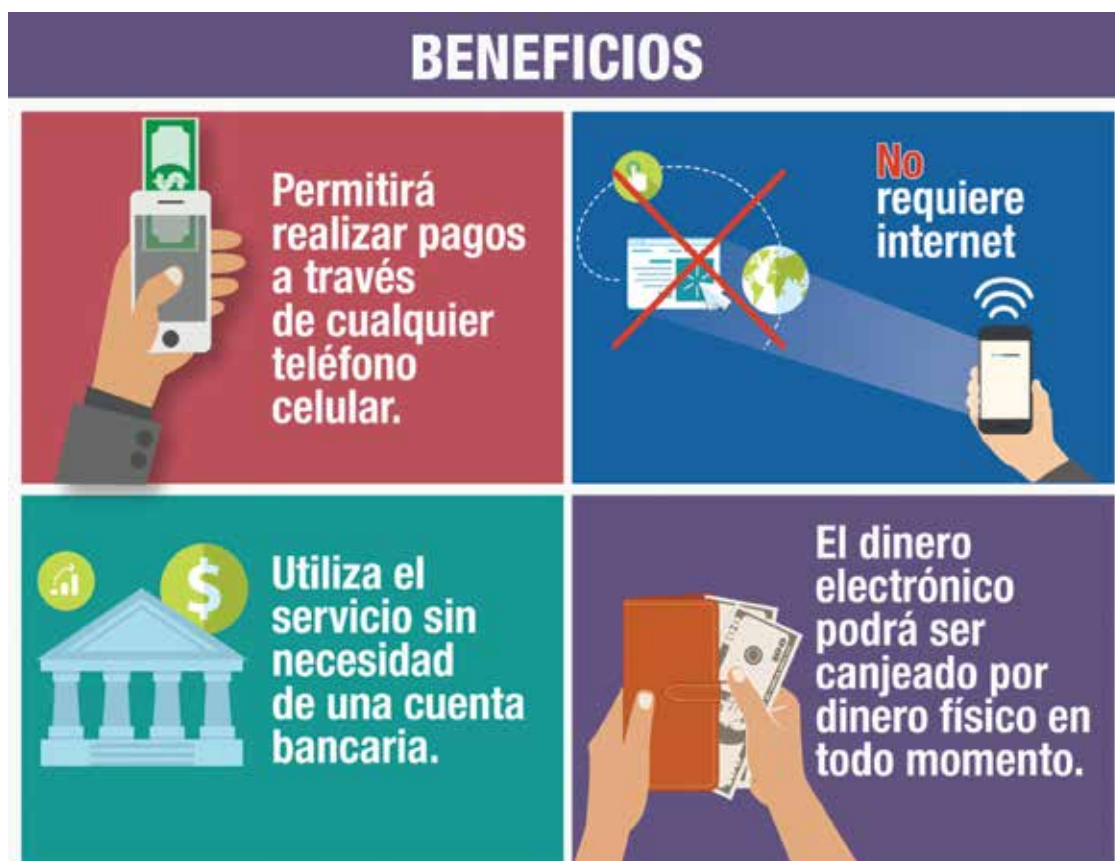 BENEFICIOS
Permitirá
realizar pagos
a través
de cualquier
teléfono
celular.
No
requiere
internet
Utiliza el
servicio sin
necesidad
de una cuenta
bancaria.
El dinero
electrónico
podrá ser
canjeado por
dinero físico en
todo momento.